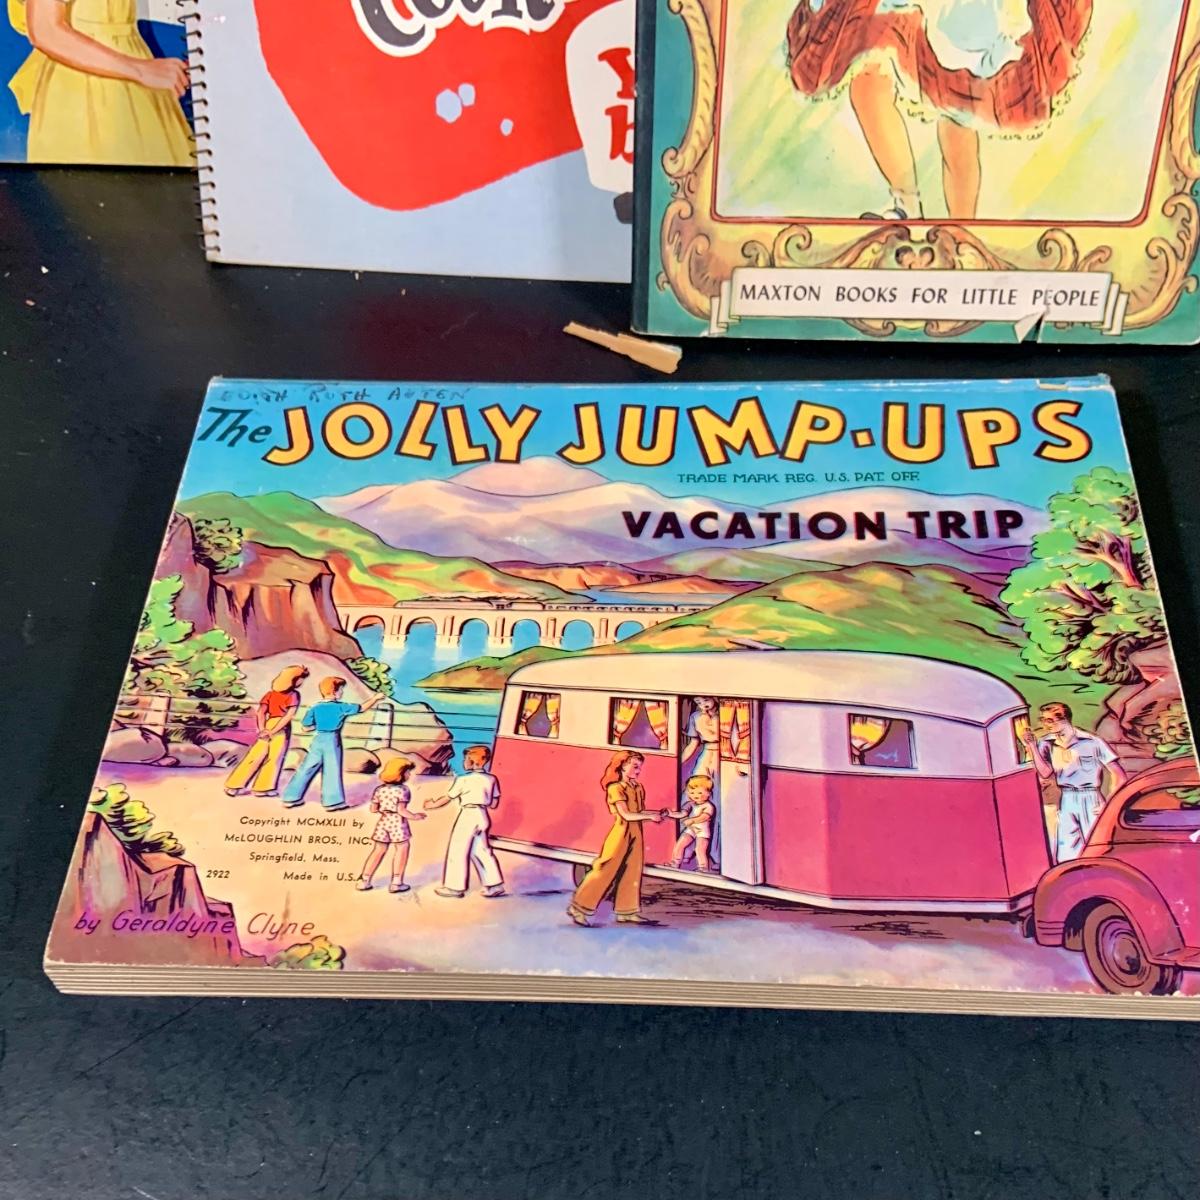 MAXTON BOOKS FOR LITTLE PEOPLE
RUTH
The JOLLY JUMP-UPS
TRADE MARK REG. U.S. PAT. OFF.
VACATION TRIP
Copyright MCMXLII by
McLOUGHLIN BROS., INC.
Springfield, Mass.
2922 Made in U.S.A.
by Geraldyne Clyne